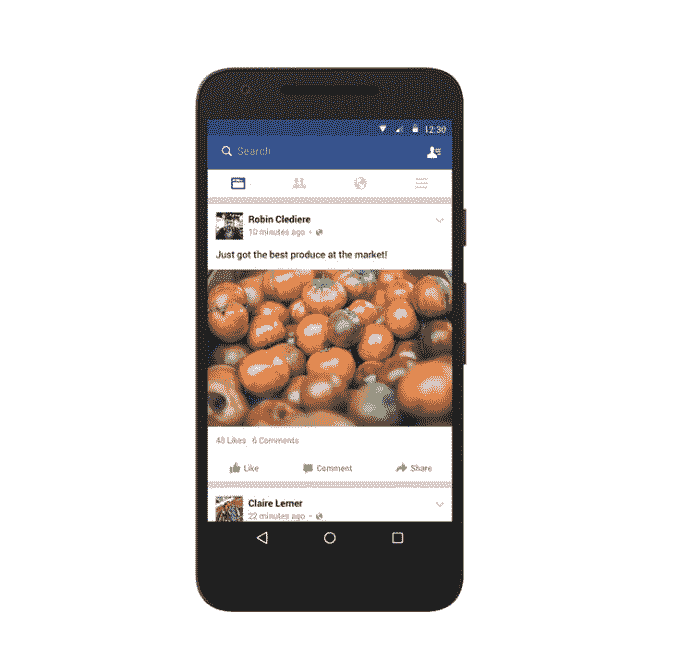 12:30
Search
Robin Clediere
10 minutes ago
Just got the best produce at the market!
48 Likes 6 Comments
Like Comment Share
Claire Lerner
22 minutes ago